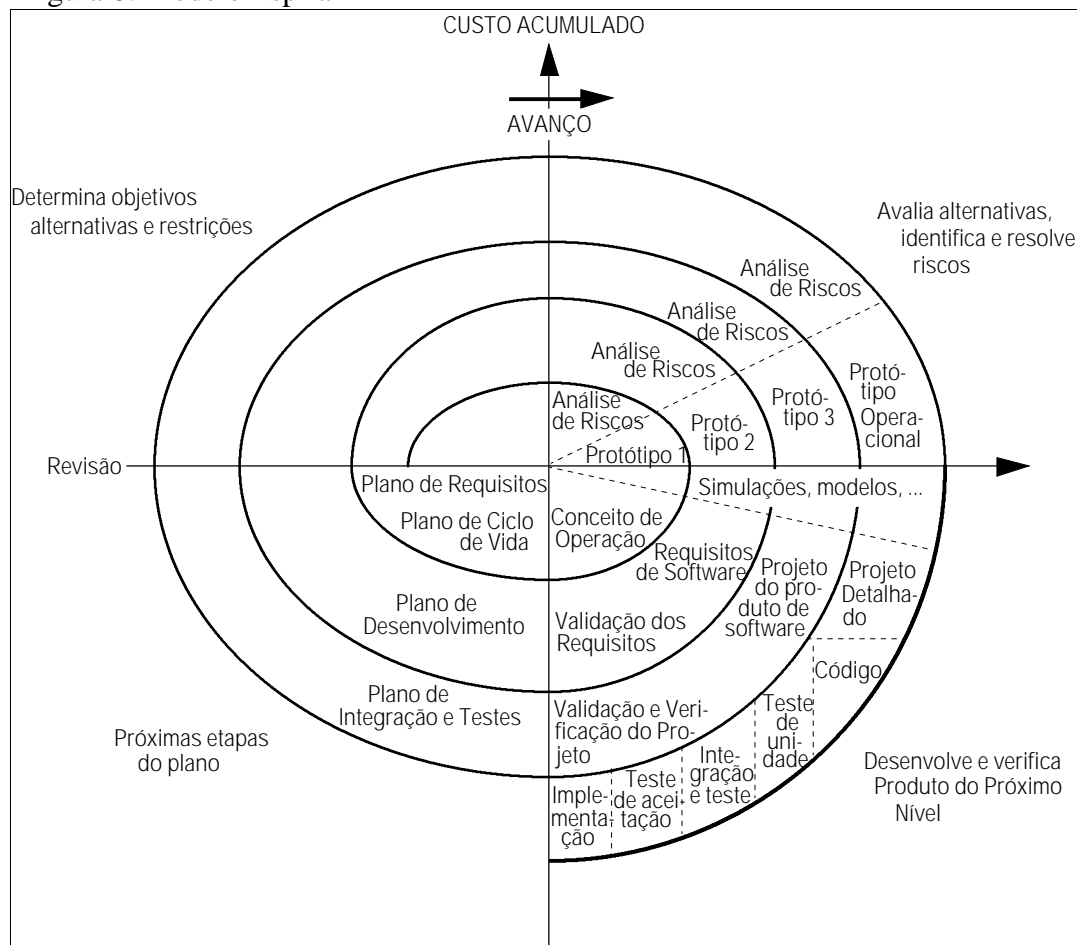 CUSTO ACUMULADO
AVANÇO
Determina objetivos
alternativas e restrições
Avalia alternativas,
identifica e resolve
riscos
Análise
de Riscos
Análise
de Riscos
Análise
de Riscos
Análise
de Riscos
Protó-
tipo
Opera-
cional
Protó-
tipo 3
Protó-
tipo 2
Protótipo 1
Revisão
Simulações, modelos, ...
Plano de Requisitos
Plano de Ciclo
de Vida
Conceito de
Operação
Requisitos
de Software
Projeto
do pro-
duto de
software
Projeto
Detalha-
do
Plano de
Desenvolvimento
Validação dos
Requisitos
Código
Plano de
Integração e Testes
Validação e Veri-
ficação do Pro-
jeto
Teste
de
uni-
dade
Inte-
gração
e teste
Teste
de acei-
tação
Imple-
menta-
ção
Próximas etapas
do plano
Desenvolve e verifica
Produto do Próximo
Nível